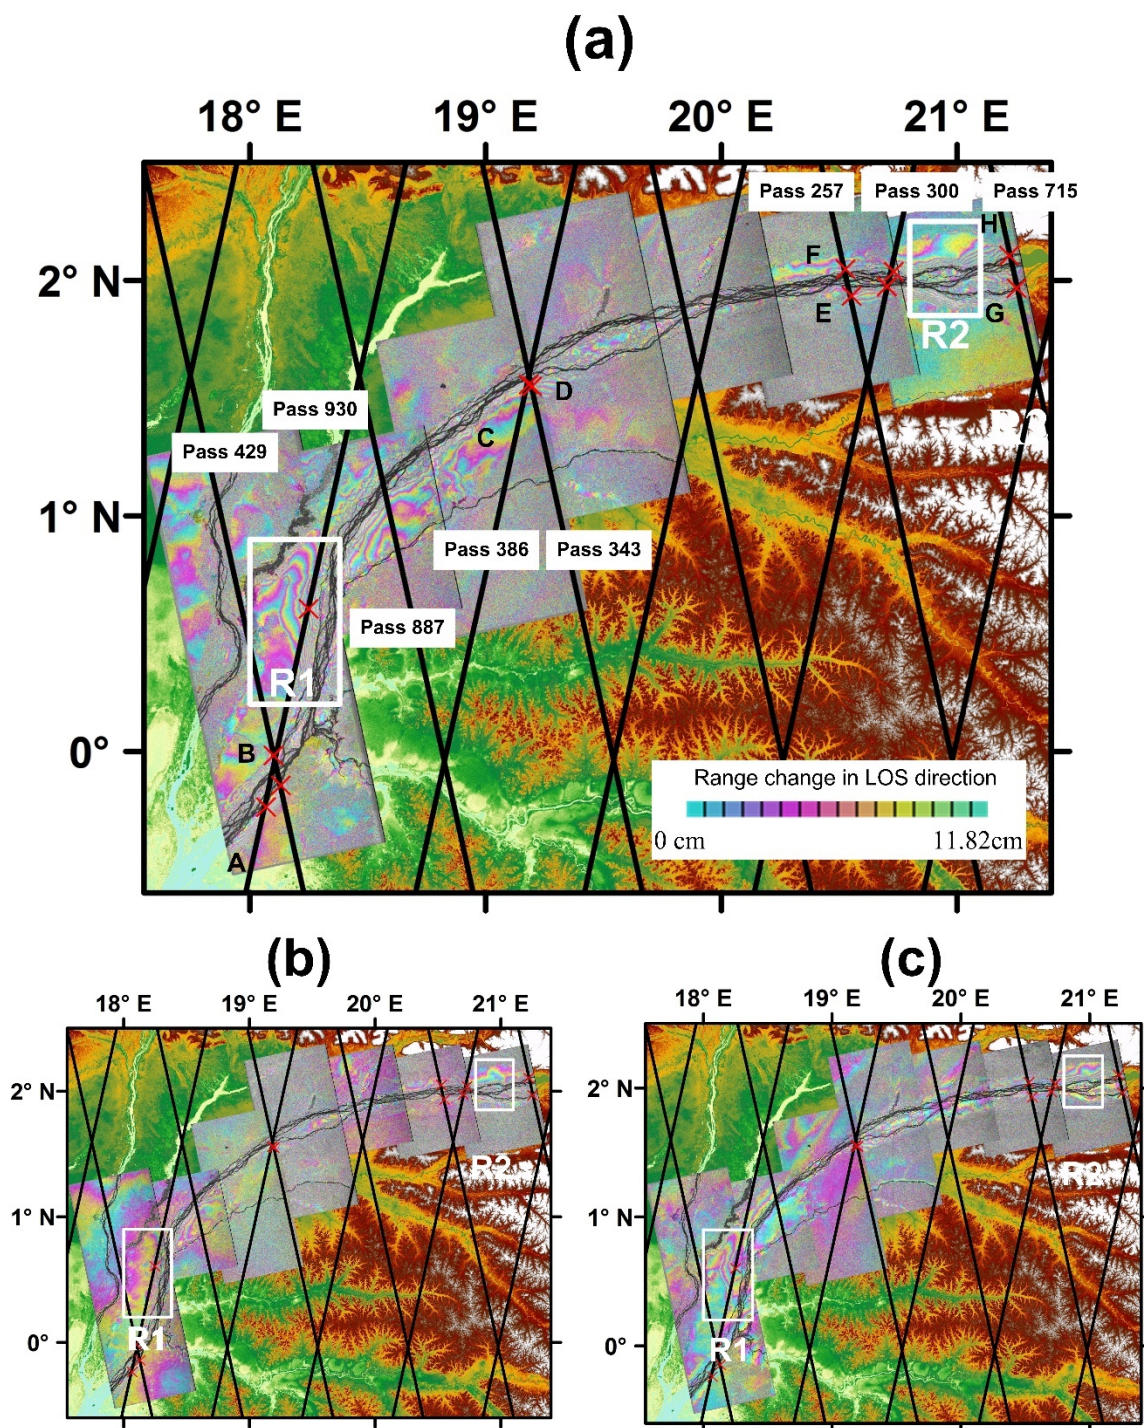 (a)
18° E 19° E 20° E 21° E
Pass 257 Pass 300 Pass 715
H
F
2° N
E
G
R2
D
Pass 930
C
Pass 429
1° N
Pass 386 Pass 343
Pass 887
R1
B
0°
Range change in LOS direction
0 cm 11.82cm
A
(b) (c)
18° E 19° E 20° E 21° E
18° E 19° E 20° E 21° E
2° N
2° N
R2
1° N
1° N
R1
R1
0°
0°